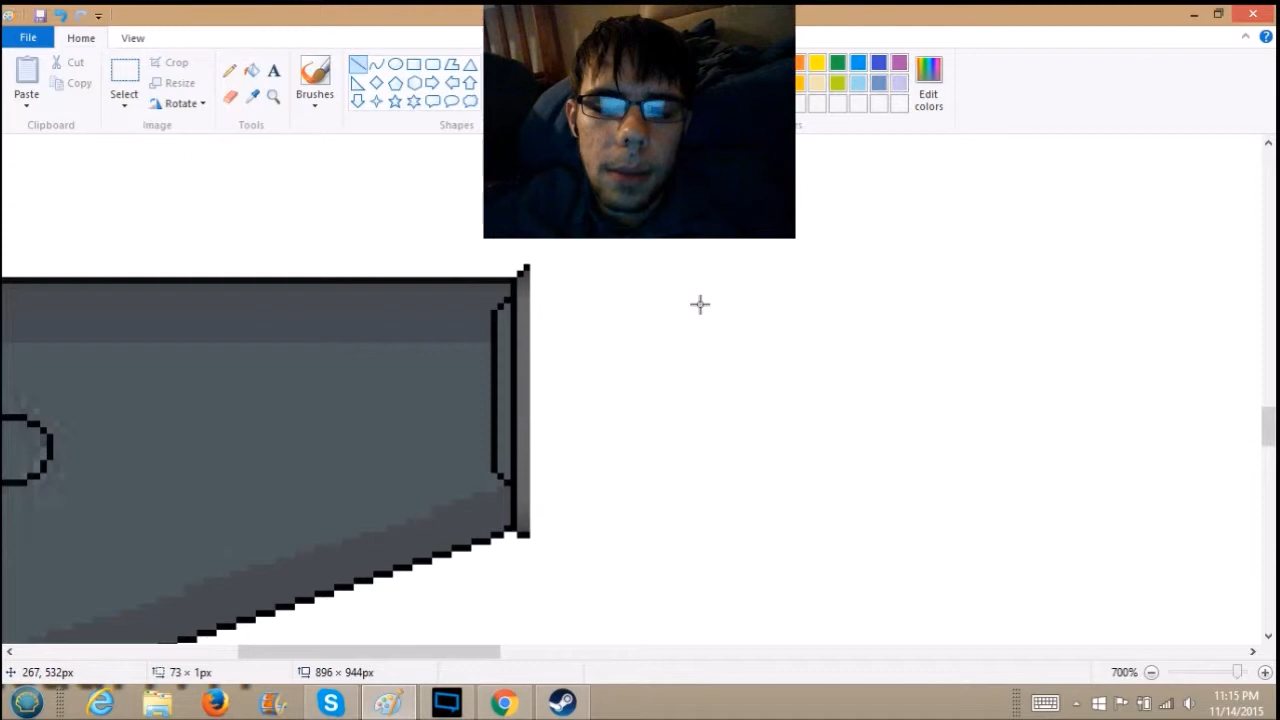 File
Home
View
Paste
Cut
Copy
Clipboard
Select
Crop
Resize
Rotate
Image
A
Tools
Brushes
Shapes
Edit
colors
267, 532px
73 × 1px
896 × 944px
700%
11:15 PM
11/14/2015